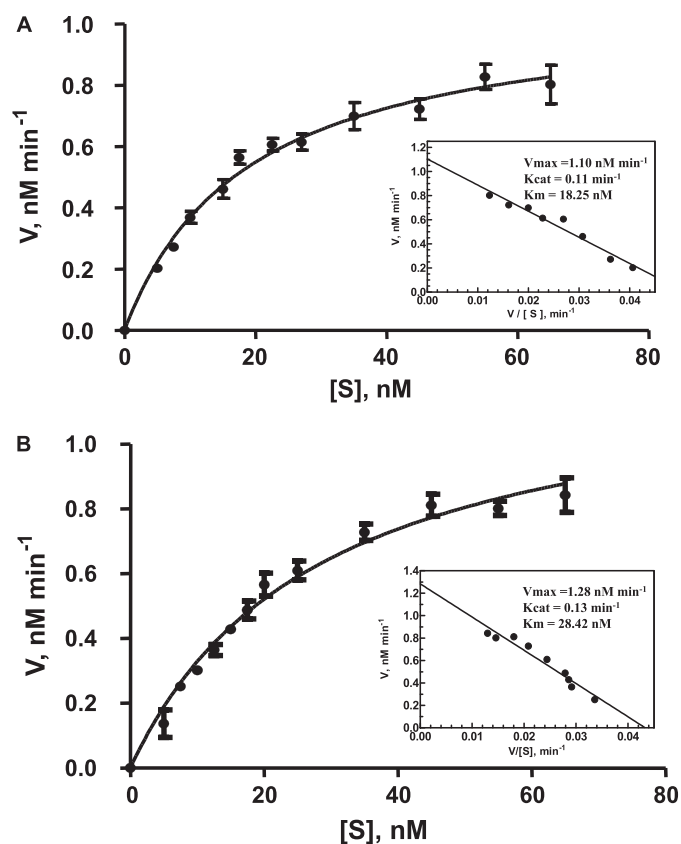 A
1.0
0.8
0.6
0.4
0.2
0.0
V, nM min-1
0 20 40 60 80
[S], nM
1.2
1.0
0.8
0.6
0.4
0.2
0.0
V, nM min-1
Vmax =1.10 nM min-1
Kcat = 0.11 min-1
Km = 18.25 nM
0.00 0.01 0.02 0.03 0.04
V / [ S ], min-1
B
1.0
0.8
0.6
0.4
0.2
0.0
V, nM min-1
0 20 40 60 80
[S], nM
1.4
1.2
1.0
0.8
0.6
0.4
0.2
0.0
V, nM min-1
Vmax =1.28 nM min-1
Kcat = 0.13 min-1
Km = 28.42 nM
0.00 0.01 0.02 0.03 0.04
V/[S], min-1